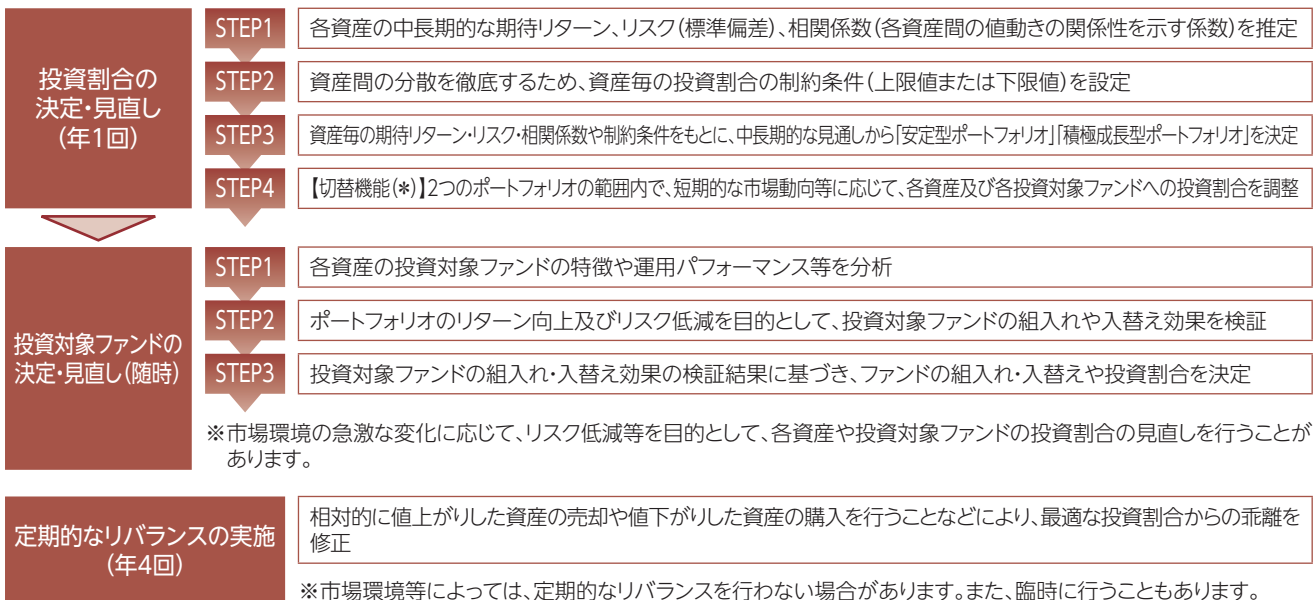 投資割合の
決定・見直し
(年1回)
STEP1
各資産の中長期的な期待リターン、リスク(標準偏差)、相関係数(各資産間の値動きの関係性を示す係数)を推定
STEP2
資産間の分散を徹底するため、資産毎の投資割合の制約条件(上限値または下限値)を設定
STEP3
資産毎の期待リターン・リスク・相関係数や制約条件をもとに、中長期的な見通しから「安定型ポートフォリオ」「積極成長型ポートフォリオ」を決定
STEP4
【切替機能(*)】2つのポートフォリオの範囲内で、短期的な市場動向等に応じて、各資産及び各投資対象ファンドへの投資割合を調整
投資対象ファンドの
決定・見直し(随時)
STEP1
各資産の投資対象ファンドの特徴や運用パフォーマンス等を分析
STEP2
ポートフォリオのリターン向上及びリスク低減を目的として、投資対象ファンドの組入れや入替え効果を検証
STEP3
投資対象ファンドの組入れ・入替え効果の検証結果に基づき、ファンドの組入れ・入替えや投資割合を決定
※市場環境の急激な変化に応じて、リスク低減等を目的として、各資産や投資対象ファンドの投資割合の見直しを行うことが
あります。
定期的なリバランスの実施
(年4回)
相対的に値上がりした資産の売却や値下がりした資産の購入を行うことなどにより、最適な投資割合からの乖離を
修正
※市場環境等によっては、定期的なリバランスを行わない場合があります。また、臨時に行うこともあります。